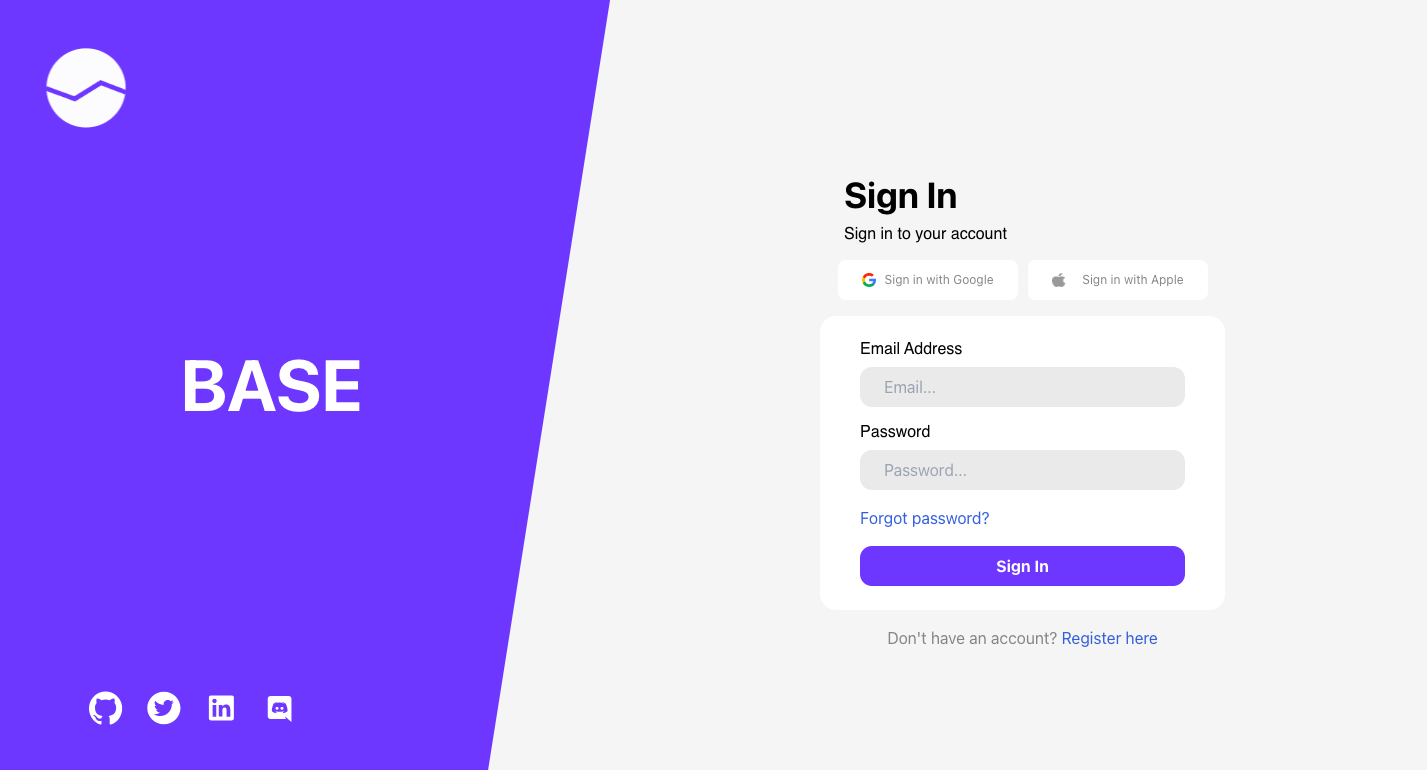 BASE
Sign In
Sign in to your account
Sign in with Google
Sign in with Apple
Email Address
Email...
Password
Password...
Forgot password?
Sign In
Don't have an account? Register here